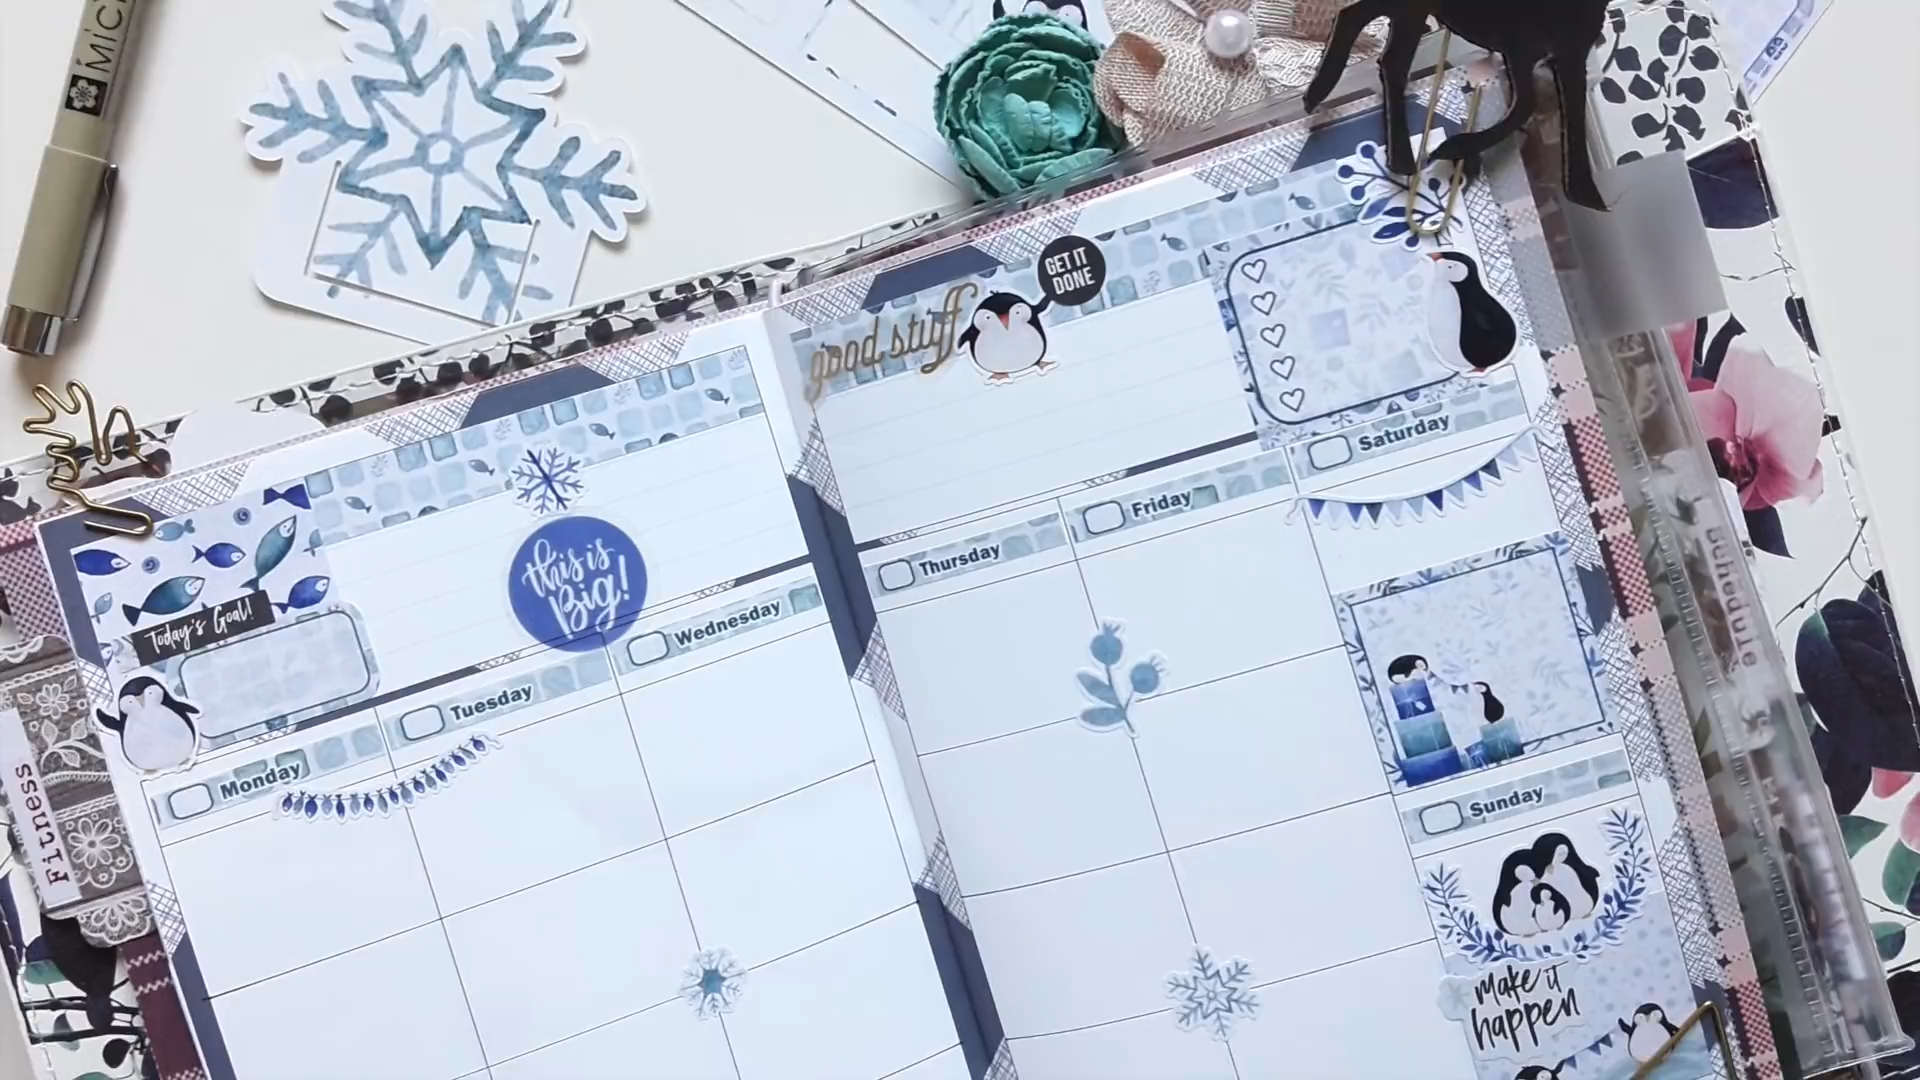 MIC
good stuff
GET IT
DONE
this is
Big!
Today's Goal!
Monday
Tuesday
Wednesday
Thursday
Friday
Saturday
Sunday
make it
happen
Fitness
Schedule